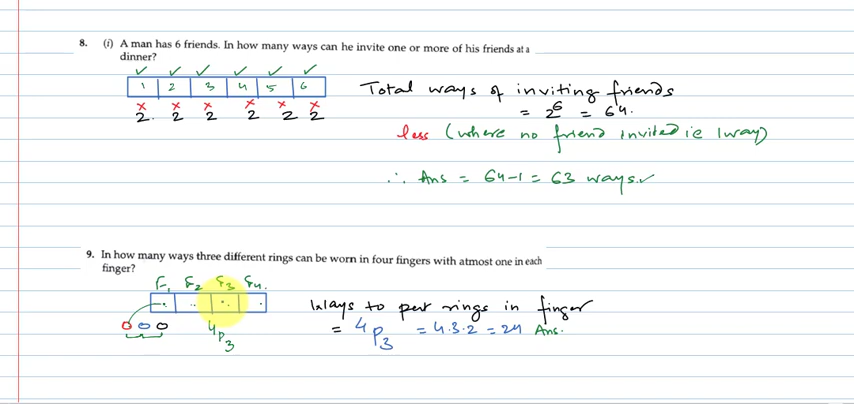 8. (i) A man has 6 friends. In how many ways can he invite one or more of his friends at a
dinner?
✓ ✓ ✓ ✓ ✓ ✓
1 2 3 4 5 6
× × × × × ×
2. 2 2 2 2 2
Total ways of inviting friends
= 2^6 = 64.
less (where no friend invited ie 1way)
∴ Ans = 64-1 = 63 ways.✓
9. In how many ways three different rings can be worn in four fingers with atmost one in each
finger?
F1 F2 F3 F4.
4P3
Ways to put rings in finger
= 4P3 = 4.3.2 = 24 Ans.